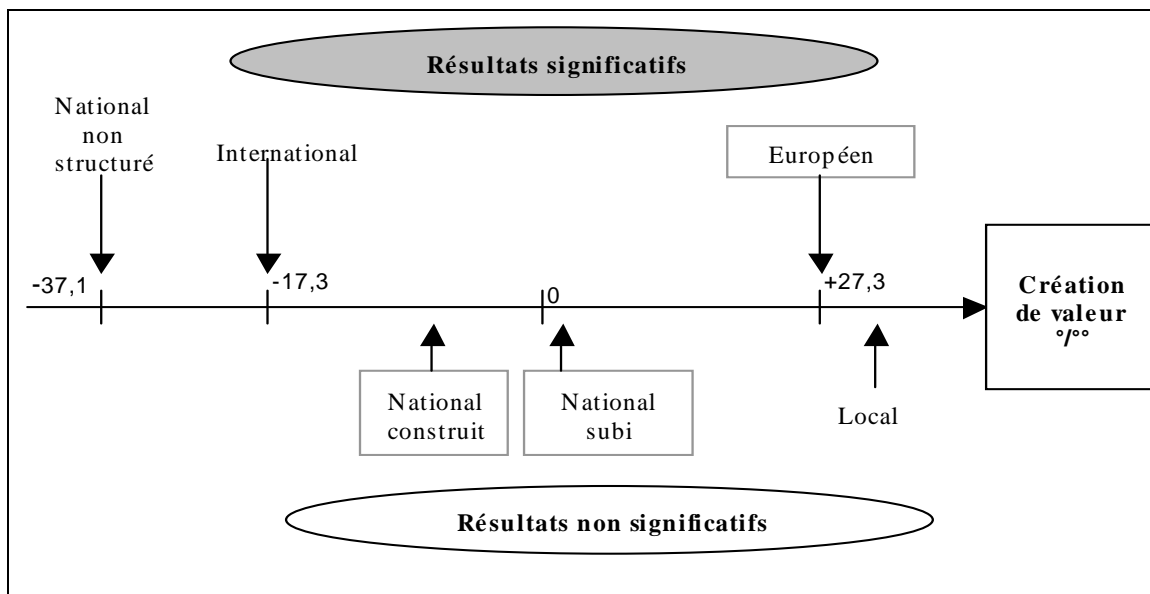 Résultats significatifs
National
non
structuré
International
Européen
-37,1
-17,3
0
+27,3
Création
de valeur
°/°°
National
construit
National
subi
Local
Résultats non significatifs